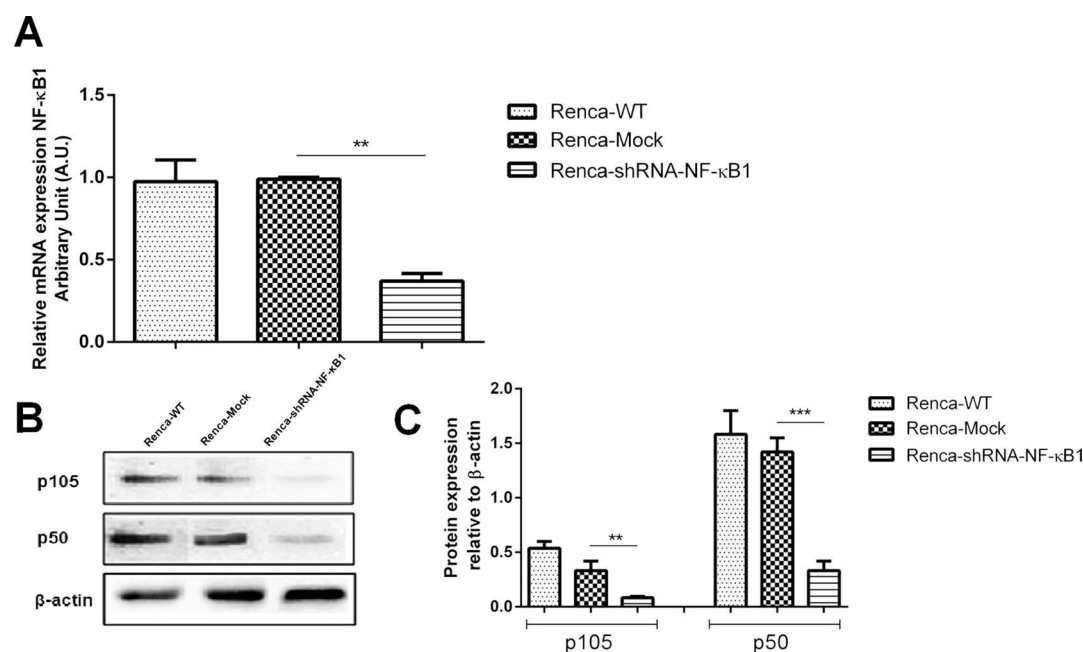 A
Relative mRNA expression NF-κB1
Arbitrary Unit (A.U.)
1.5
1.0
0.5
0.0
**
Renca-WT
Renca-Mock
Renca-shRNA-NF-κB1
B
Renca-WT
Renca-Mock
Renca-shRNA-NF-κB1
p105
p50
β-actin
C
Protein expression
relative to β-actin
2.0
1.5
1.0
0.5
0.0
**
***
p105
p50
Renca-WT
Renca-Mock
Renca-shRNA-NF-κB1